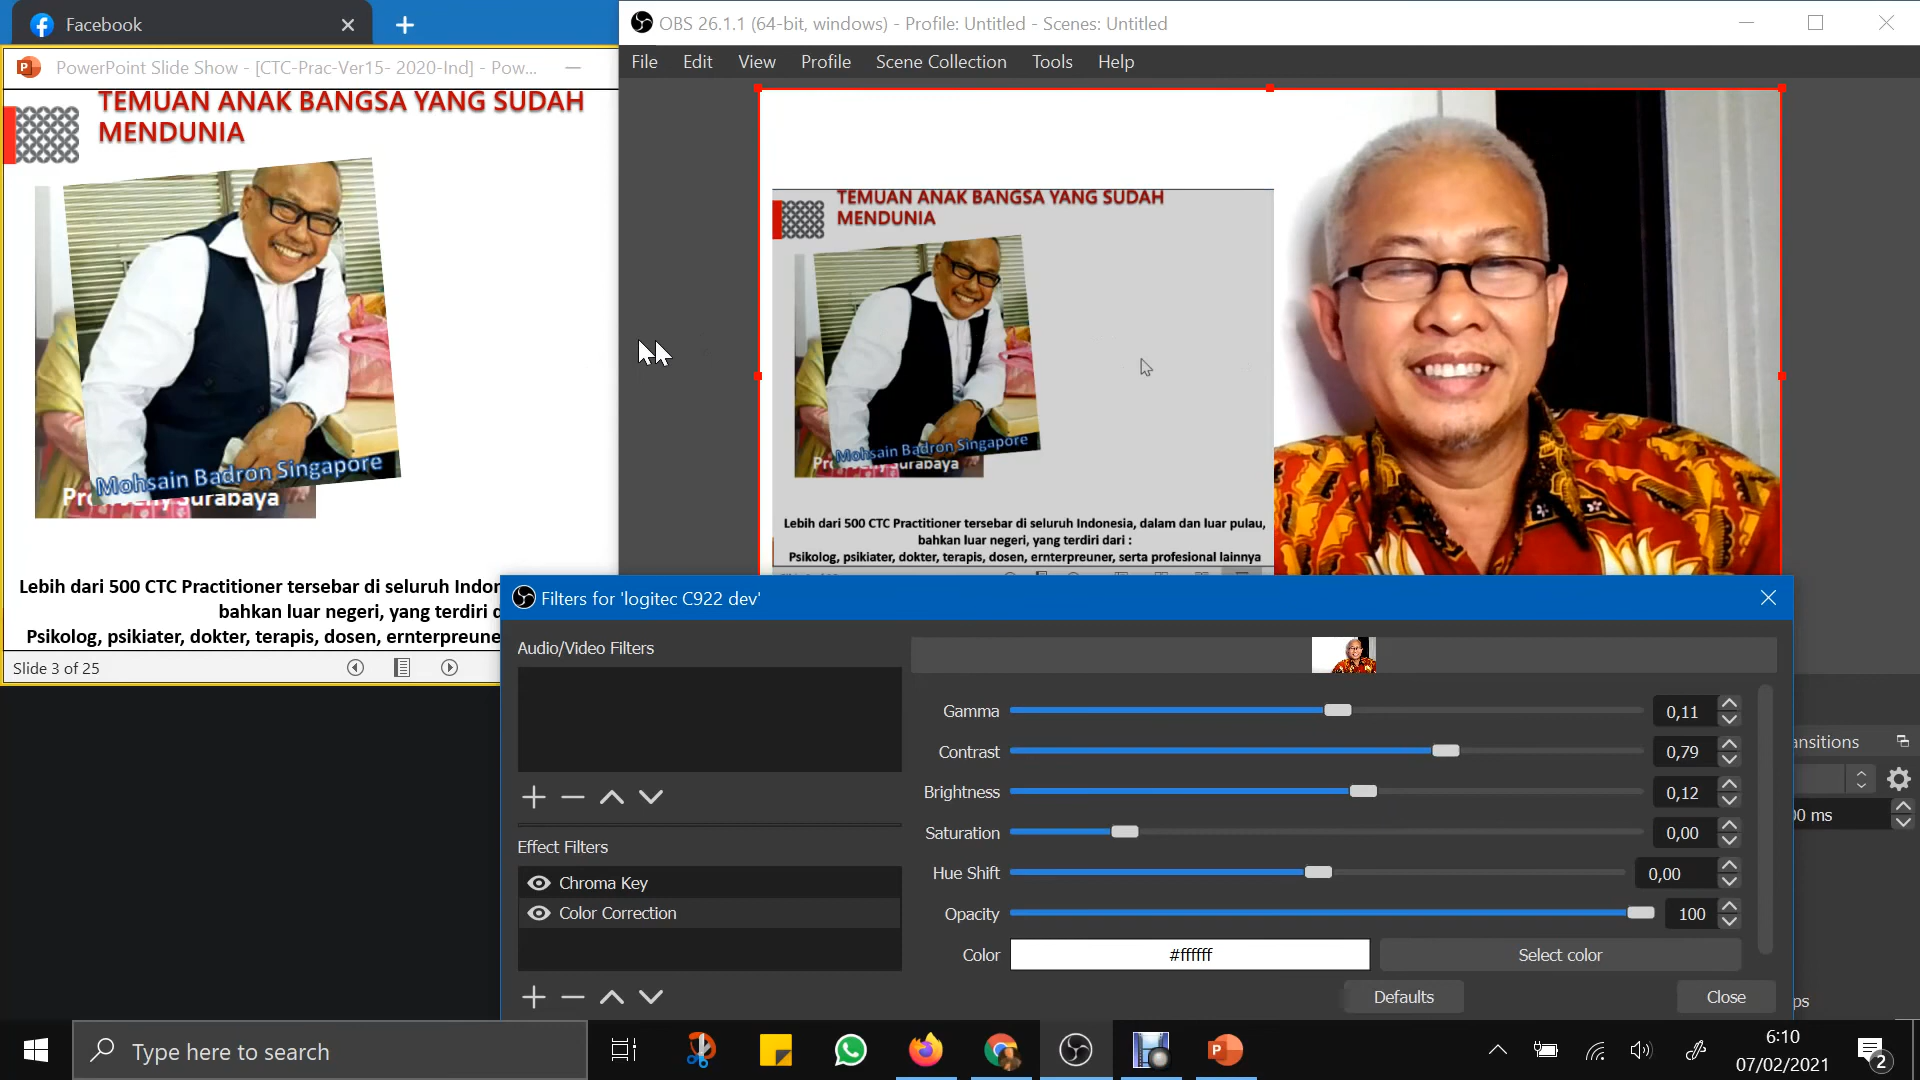 Facebook
PowerPoint Slide Show - [CTC-Prac-Ver15- 2020-Ind] - Pow...
TEMUAN ANAK BANGSA YANG SUDAH
MENDUNIA
Mohsain Badron Singapore
Surabaya
Lebih dari 500 CTC Practitioner tersebar di seluruh Indon
bahkan luar negeri, yang terdiri d
Psikolog, psikiater, dokter, terapis, dosen, ernterpreune
Slide 3 of 25
OBS 26.1.1 (64-bit, windows) - Profile: Untitled - Scenes: Untitled
File Edit View Profile Scene Collection Tools Help
TEMUAN ANAK BANGSA YANG SUDAH
MENDUNIA
Mohsain Badron Singapore
Surabaya
Lebih dari 500 CTC Practitioner tersebar di seluruh Indonesia, dalam dan luar pulau,
bahkan luar negeri, yang terdiri dari :
Psikolog, psikiater, dokter, terapis, dosen, ernterpreuner, serta profesional lainnya
Filters for 'logitec C922 dev'
Audio/Video Filters
Effect Filters
Chroma Key
Color Correction
Gamma 0,11
Contrast 0,79
Brightness 0,12
Saturation 0,00
Hue Shift 0,00
Opacity 100
Color #ffffff Select color
Defaults Close
ansitions
00 ms
ps
Type here to search
6:10
07/02/2021
2